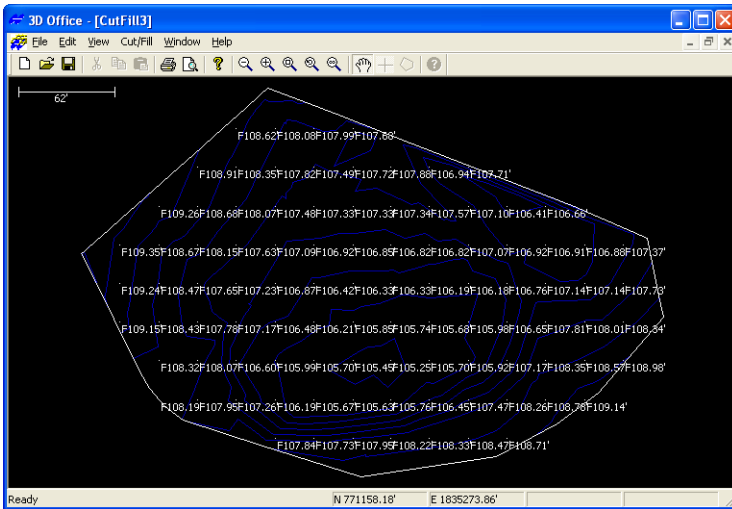 3D Office - [CutFill3]
File Edit View Cut/Fill Window Help
62'
F108.62'F108.08F107.99F107.68'
F108.91F108.35F107.82F107.49F107.72F107.88F106.94F107.71'
F109.26F108.68F108.07F107.48F107.33F107.33F107.34F107.57F107.10F106.41F106.66'
F109.35F108.67F108.15F107.63F107.09F106.92F106.85F106.82F106.82F107.07F106.92F106.91F106.88F107.37'
F109.24F108.47F107.65F107.23F106.87F106.42F106.33F106.33F106.19F106.18F106.76F107.14F107.14F107.73'
F109.15F108.43F107.78F107.17F106.48F106.21F105.85F105.74F105.68F105.98F106.65F107.81F108.01F108.34'
F108.32F108.07F106.60F105.99F105.70F105.45F105.25F105.70F105.92F107.17F108.35F108.57F108.98'
F108.19F107.95F107.26F106.19F105.67F105.63F105.76F106.45F107.47F108.26F108.78F109.14'
F107.84F107.73F107.95F108.22F108.33F108.47F108.71'
Ready N 771158.18' E 1835273.86'